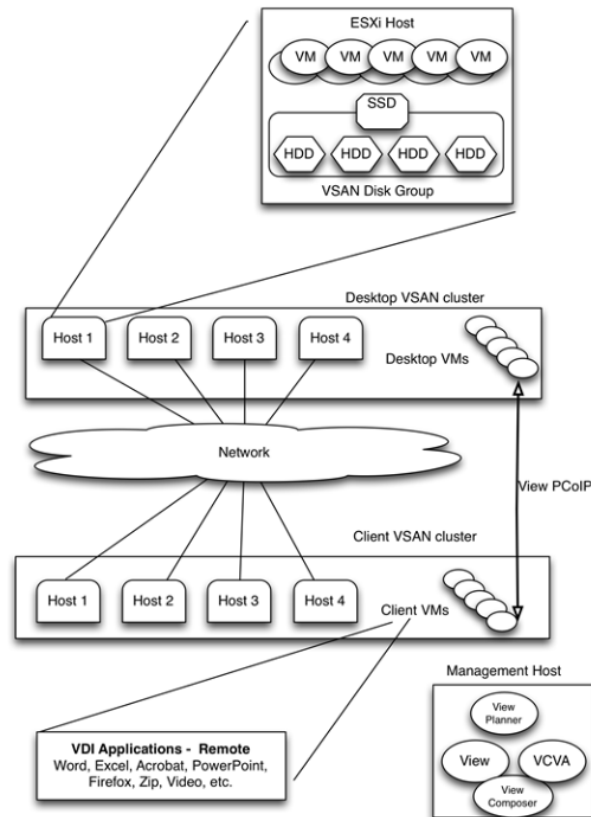 ESXi Host
VM VM VM VM VM
SSD
HDD HDD HDD HDD
VSAN Disk Group
Desktop VSAN cluster
Host 1 Host 2 Host 3 Host 4
Desktop VMs
Network
View PCoIP
Client VSAN cluster
Host 1 Host 2 Host 3 Host 4
Client VMs
Management Host
View
Planner
View VCVA
View
Composer
VDI Applications - Remote
Word, Excel, Acrobat, PowerPoint,
Firefox, Zip, Video, etc.